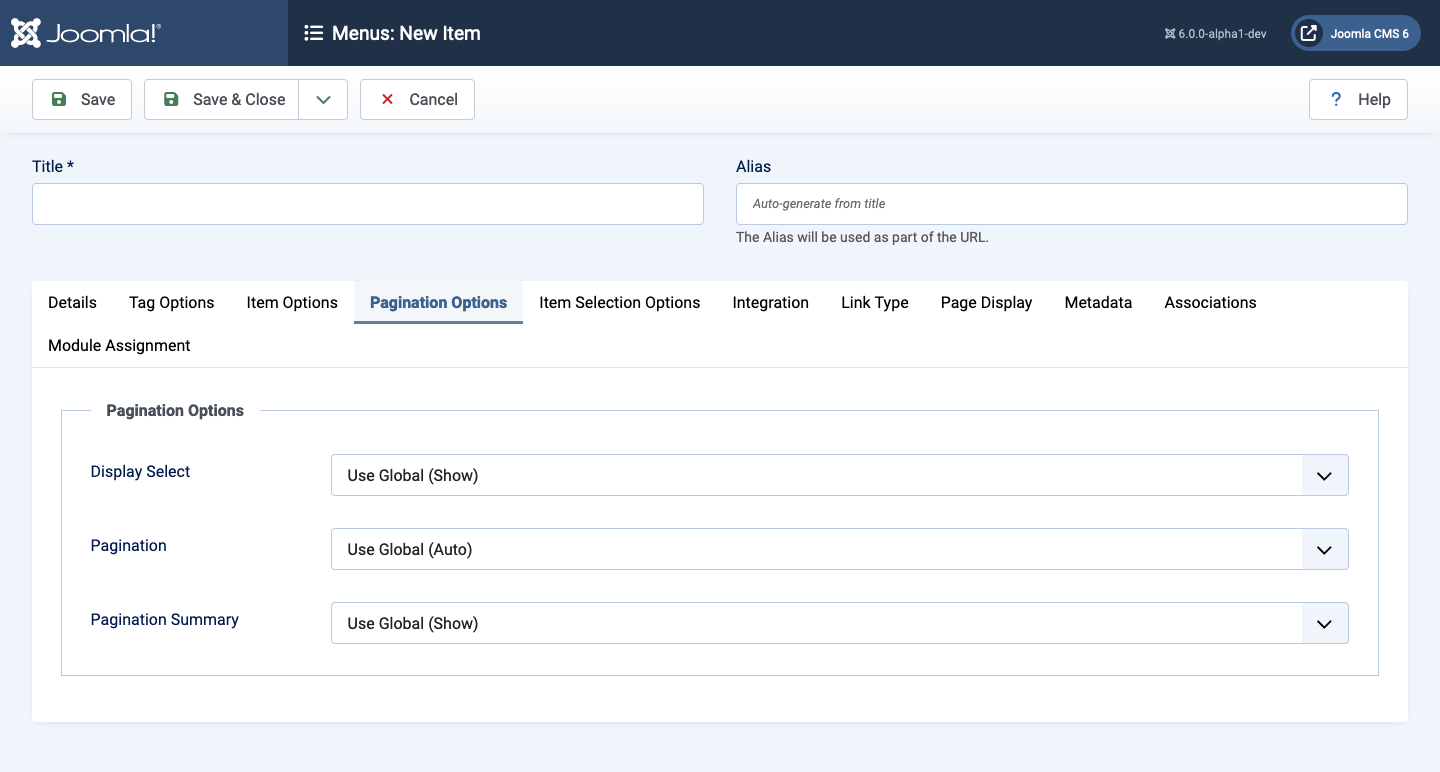 Joomla!® Menus: New Item 6.0.0-alpha1-dev Joomla CMS 6
Save Save & Close Cancel ? Help
Title * Alias
Auto-generate from title
The Alias will be used as part of the URL.
Details Tag Options Item Options Pagination Options Item Selection Options Integration Link Type Page Display Metadata Associations
Module Assignment
Pagination Options
Display Select Use Global (Show)
Pagination Use Global (Auto)
Pagination Summary Use Global (Show)